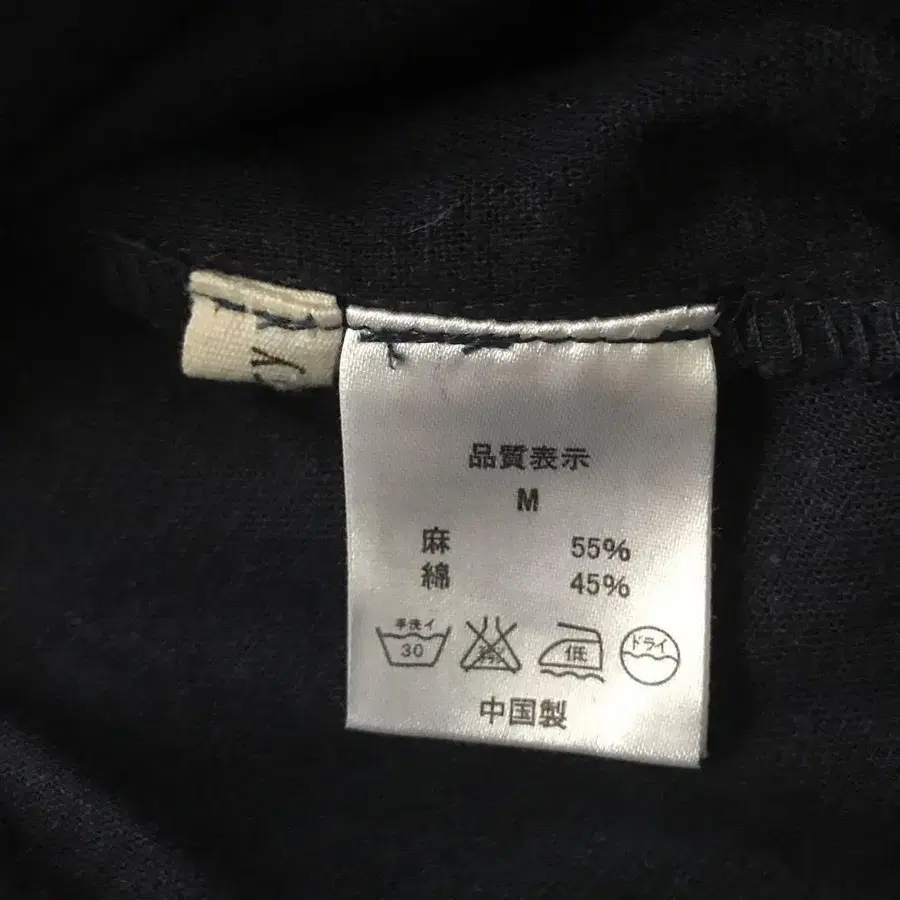 品質表示
M
麻 55%
綿 45%
手洗イ 30 低 ドライ
中国製